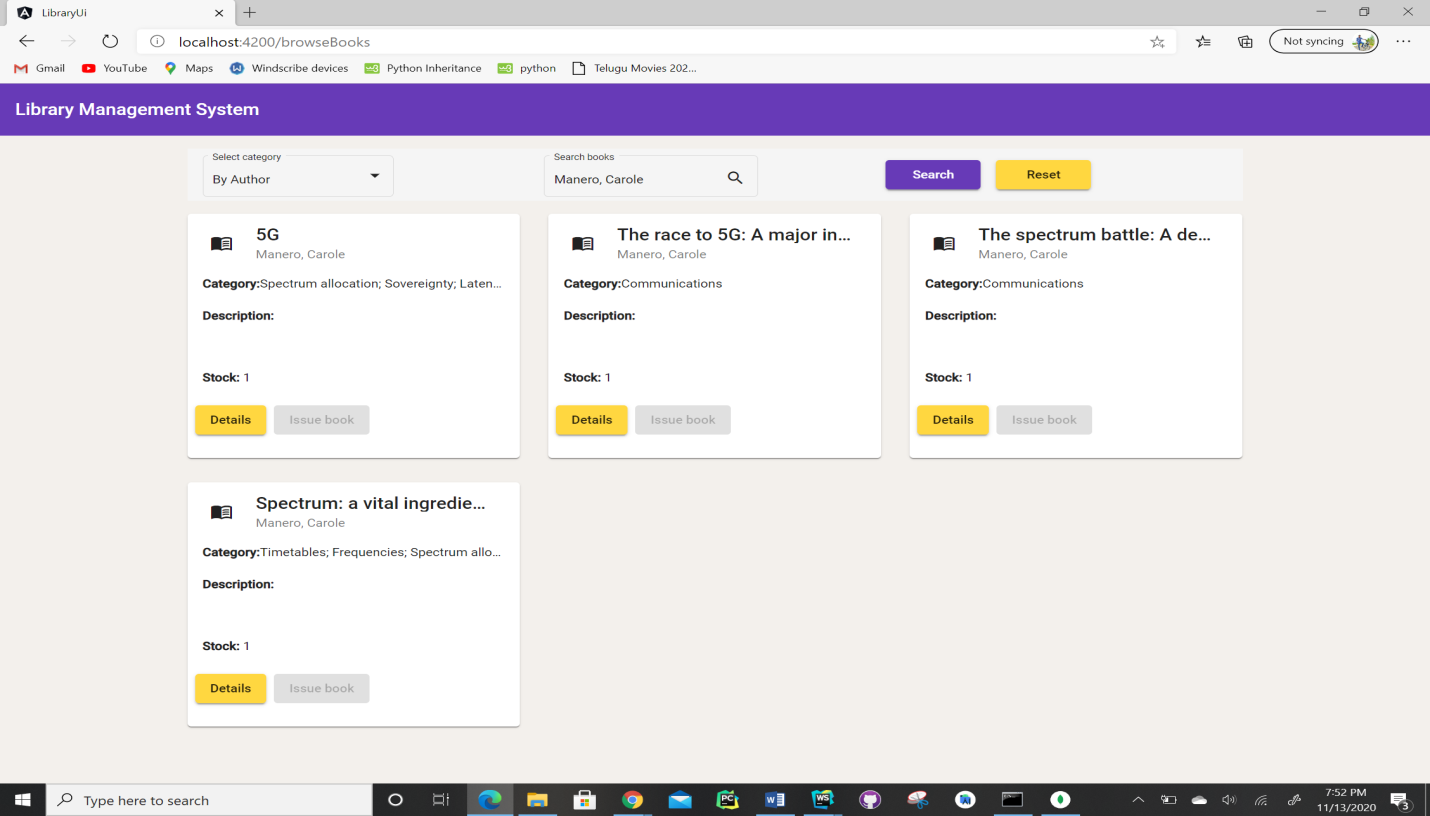 LibraryUi
localhost:4200/browseBooks
Not syncing
Gmail YouTube Maps Windscribe devices Python Inheritance python Telugu Movies 202...
Library Management System
Select category
By Author
Search books
Manero, Carole
Search
Reset
5G
Manero, Carole
Category:Spectrum allocation; Sovereignty; Laten...
Description:
Stock: 1
Details Issue book
The race to 5G: A major in...
Manero, Carole
Category:Communications
Description:
Stock: 1
Details Issue book
The spectrum battle: A de...
Manero, Carole
Category:Communications
Description:
Stock: 1
Details Issue book
Spectrum: a vital ingredie...
Manero, Carole
Category:Timetables; Frequencies; Spectrum allo...
Description:
Stock: 1
Details Issue book
Type here to search
7:52 PM
11/13/2020
3